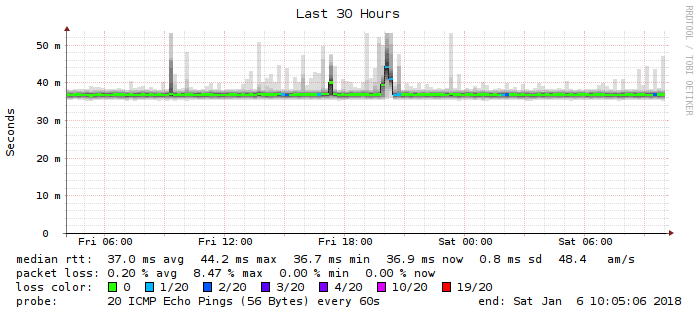 Last 30 Hours
RRDTOOL / TOBI OETIKER
Seconds
50 m
40 m
30 m
20 m
10 m
0
Fri 06:00 Fri 12:00 Fri 18:00 Sat 00:00 Sat 06:00
median rtt: 37.0 ms avg 44.2 ms max 36.7 ms min 36.9 ms now 0.8 ms sd 48.4 am/s
packet loss: 0.20 % avg 8.47 % max 0.00 % min 0.00 % now
loss color: 0 1/20 2/20 3/20 4/20 10/20 19/20
probe: 20 ICMP Echo Pings (56 Bytes) every 60s end: Sat Jan 6 10:05:06 2018